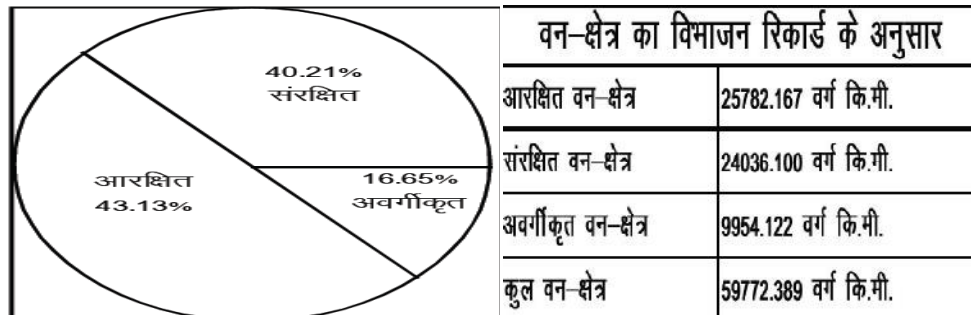 40.21%
संरक्षित
16.65%
अवर्गीकृत
आरक्षित
43.13%
वन–क्षेत्र का विभाजन रिकार्ड के अनुसार
आरक्षित वन–क्षेत्र 25782.167 वर्ग कि.मी.
संरक्षित वन–क्षेत्र 24036.100 वर्ग कि.गी.
अवर्गीकृत वन–क्षेत्र 9954.122 वर्ग कि.मी.
कुल वन–क्षेत्र 59772.389 वर्ग कि.मी.